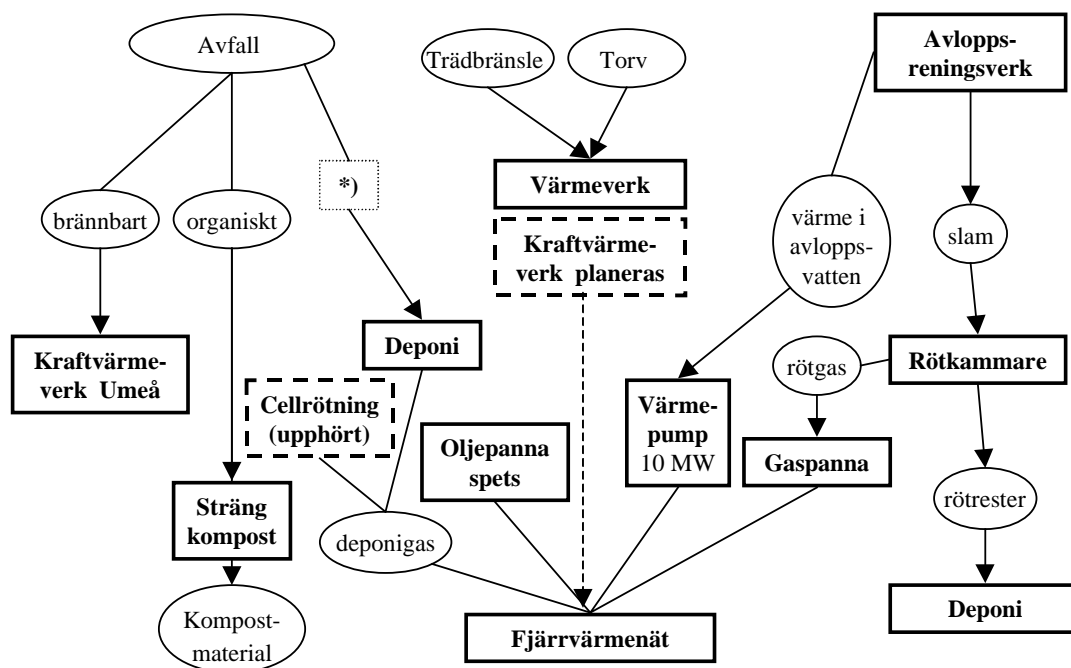 Avfall
Trädbränsle
Torv
Avlopps-
reningsverk
*)
Värmeverk
brännbart
organiskt
värme i
avlopps-
vatten
slam
Kraftvärme-
verk planeras
Kraftvärme-
verk Umeå
Deponi
rötgas
Rötkammare
Cellrötning
(upphört)
Värme-
pump
10 MW
Oljepanna
spets
Gaspanna
Sträng
kompost
deponigas
rötrester
Kompost-
material
Fjärrvärmenät
Deponi